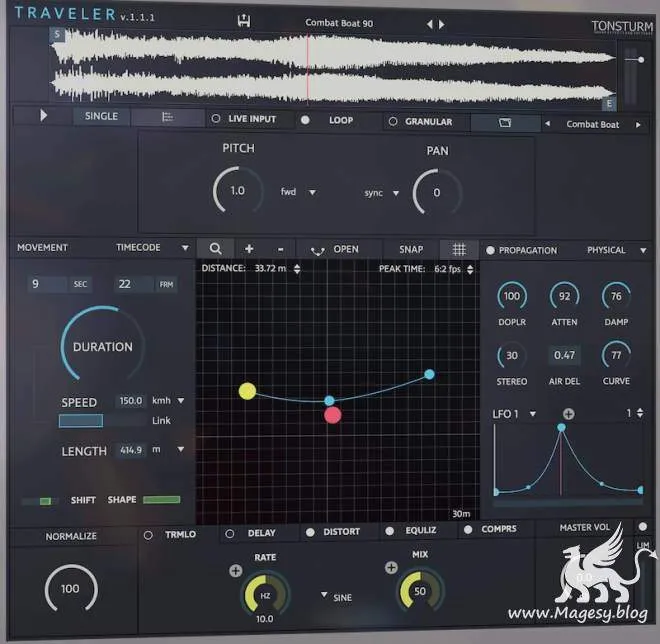 TRAVELER v.1.1.1
Combat Boat 90
TONSTURM
S
E
SINGLE
LIVE INPUT
LOOP
GRANULAR
Combat Boat
PITCH
PAN
1.0
fwd
sync
0
MOVEMENT
TIMECODE
+
-
OPEN
SNAP
PROPAGATION
PHYSICAL
9 SEC
22 FRM
DISTANCE: 33.72 m
PEAK TIME: 6:2 fps
DURATION
100
92
76
DOPLR
ATTEN
DAMP
30
0.47
77
STEREO
AIR DEL
CURVE
SPEED 150.0 kmh
Link
LENGTH 414.9 m
LFO 1
1
SHIFT
SHAPE
30m
NORMALIZE
TRMLO
DELAY
DISTORT
EQULIZ
COMPRS
MASTER VOL
LIM
100
RATE
HZ
10.0
SINE
MIX
50
0.0
www.Magesy.blog